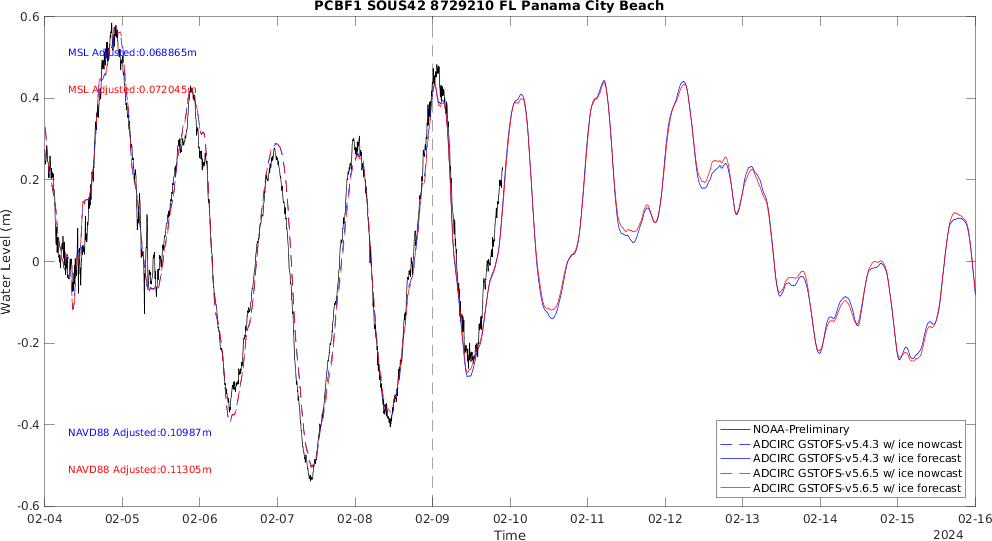 PCBF1 SOUS42 8729210 FL Panama City Beach
0.6
0.4
0.2
0
-0.2
-0.4
-0.6
Water Level (m)
MSL Adjusted:0.068865m
MSL Adjusted:0.072045m
NAVD88 Adjusted:0.10987m
NAVD88 Adjusted:0.11305m
NOAA-Preliminary
ADCIRC GSTOFS-v5.4.3 w/ ice nowcast
ADCIRC GSTOFS-v5.4.3 w/ ice forecast
ADCIRC GSTOFS-v5.6.5 w/ ice nowcast
ADCIRC GSTOFS-v5.6.5 w/ ice forecast
02-04 02-05 02-06 02-07 02-08 02-09 02-10 02-11 02-12 02-13 02-14 02-15 02-16
Time
2024